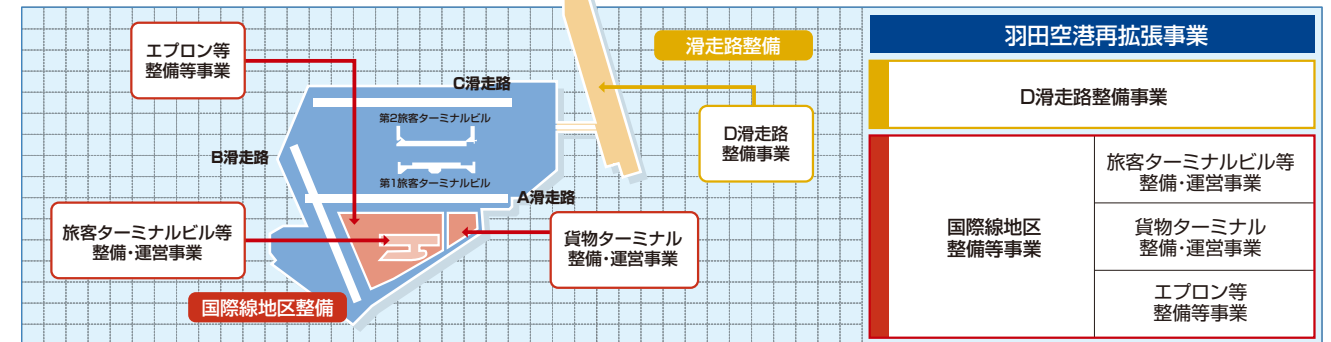 エプロン等
整備等事業
滑走路整備
C滑走路
第2旅客ターミナルビル
D滑走路
整備事業
B滑走路
第1旅客ターミナルビル
A滑走路
旅客ターミナルビル等
整備・運営事業
貨物ターミナル
整備・運営事業
国際線地区整備
羽田空港再拡張事業
D滑走路整備事業
国際線地区
整備等事業
旅客ターミナルビル等
整備・運営事業
貨物ターミナル
整備・運営事業
エプロン等
整備等事業